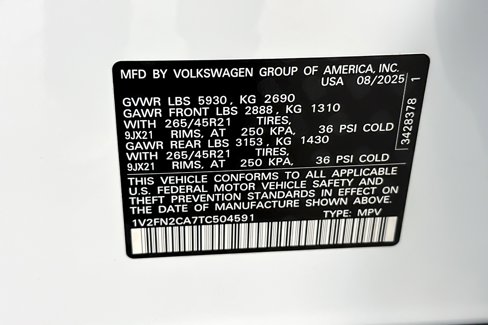 MFD BY VOLKSWAGEN GROUP OF AMERICA, INC.
USA 08/2025
GVWR LBS 5930 , KG 2690
GAWR FRONT LBS 2888 , KG 1310
WITH 265/45R21 TIRES,
9JX21 RIMS, AT 250 KPA, 36 PSI COLD
GAWR REAR LBS 3153 , KG 1430
WITH 265/45R21 TIRES,
9JX21 RIMS, AT 250 KPA, 36 PSI COLD
THIS VEHICLE CONFORMS TO ALL APPLICABLE
U.S. FEDERAL MOTOR VEHICLE SAFETY AND
THEFT PREVENTION STANDARDS IN EFFECT ON THE
DATE OF MANUFACTURE SHOWN ABOVE.
1V2FN2CA7TC504591 TYPE: MPV
3428378 1